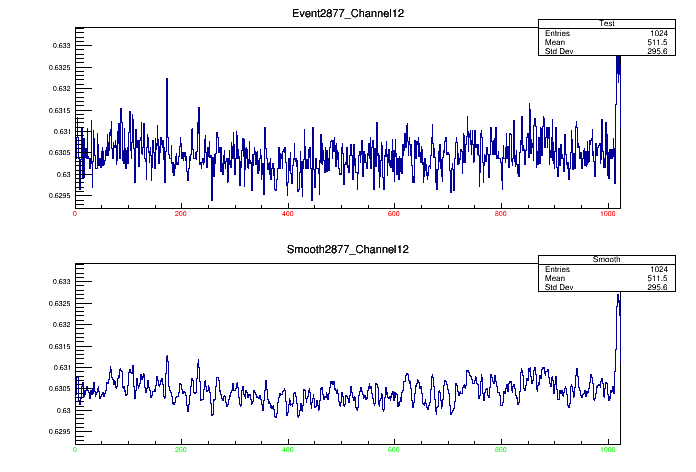 Event2877_Channel12
Test
Entries 1024
Mean 511.5
Std Dev 295.6
0.633
0.6325
0.632
0.6315
0.631
0.6305
0.63
0.6295
0 200 400 600 800 1000
Smooth2877_Channel12
Smooth
Entries 1024
Mean 511.5
Std Dev 295.6
0.633
0.6325
0.632
0.6315
0.631
0.6305
0.63
0.6295
0 200 400 600 800 1000